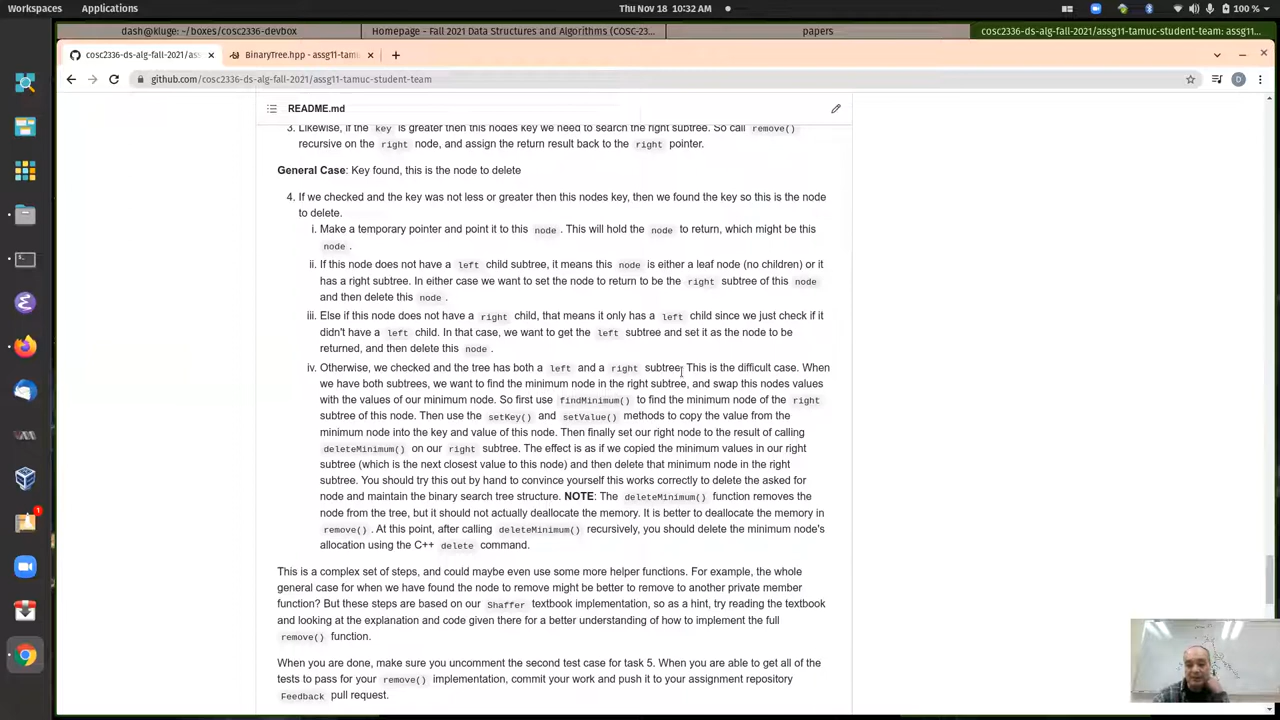 Workspaces Applications Thu Nov 18 10:32 AM 100 %
dash@kluge: ~/boxes/cosc2336-devbox Homepage - Fall 2021 Data Structures and Algorithms (COSC-23... papers cosc2336-ds-alg-fall-2021/assg11-tamuc-student-team: assg11...
cosc2336-ds-alg-fall-2021/ass BinaryTree.hpp - assg11-tamu
github.com/cosc2336-ds-alg-fall-2021/assg11-tamuc-student-team D
README.md
3. Likewise, if the key is greater then this nodes key we need to search the right subtree. So call remove()
recursive on the right node, and assign the return result back to the right pointer.
General Case: Key found, this is the node to delete
4. If we checked and the key was not less or greater then this nodes key, then we found the key so this is the node
to delete.
i. Make a temporary pointer and point it to this node . This will hold the node to return, which might be this
node .
ii. If this node does not have a left child subtree, it means this node is either a leaf node (no children) or it
has a right subtree. In either case we want to set the node to return to be the right subtree of this node
and then delete this node .
iii. Else if this node does not have a right child, that means it only has a left child since we just check if it
didn't have a left child. In that case, we want to get the left subtree and set it as the node to be
returned, and then delete this node .
iv. Otherwise, we checked and the tree has both a left and a right subtree. This is the difficult case. When
we have both subtrees, we want to find the minimum node in the right subtree, and swap this nodes values
with the values of our minimum node. So first use findMinimum() to find the minimum node of the right
subtree of this node. Then use the setKey() and setValue() methods to copy the value from the
minimum node into the key and value of this node. Then finally set our right node to the result of calling
deleteMinimum() on our right subtree. The effect is as if we copied the minimum values in our right
subtree (which is the next closest value to this node) and then delete that minimum node in the right
subtree. You should try this out by hand to convince yourself this works correctly to delete the asked for
node and maintain the binary search tree structure. NOTE: The deleteMinimum() function removes the
node from the tree, but it should not actually deallocate the memory. It is better to deallocate the memory in
remove() . At this point, after calling deleteMinimum() recursively, you should delete the minimum node's
allocation using the C++ delete command.
This is a complex set of steps, and could maybe even use some more helper functions. For example, the whole
general case for when we have found the node to remove might be better to remove to another private member
function? But these steps are based on our Shaffer textbook implementation, so as a hint, try reading the textbook
and looking at the explanation and code given there for a better understanding of how to implement the full
remove() function.
When you are done, make sure you uncomment the second test case for task 5. When you are able to get all of the
tests to pass for your remove() implementation, commit your work and push it to your assignment repository
Feedback pull request.